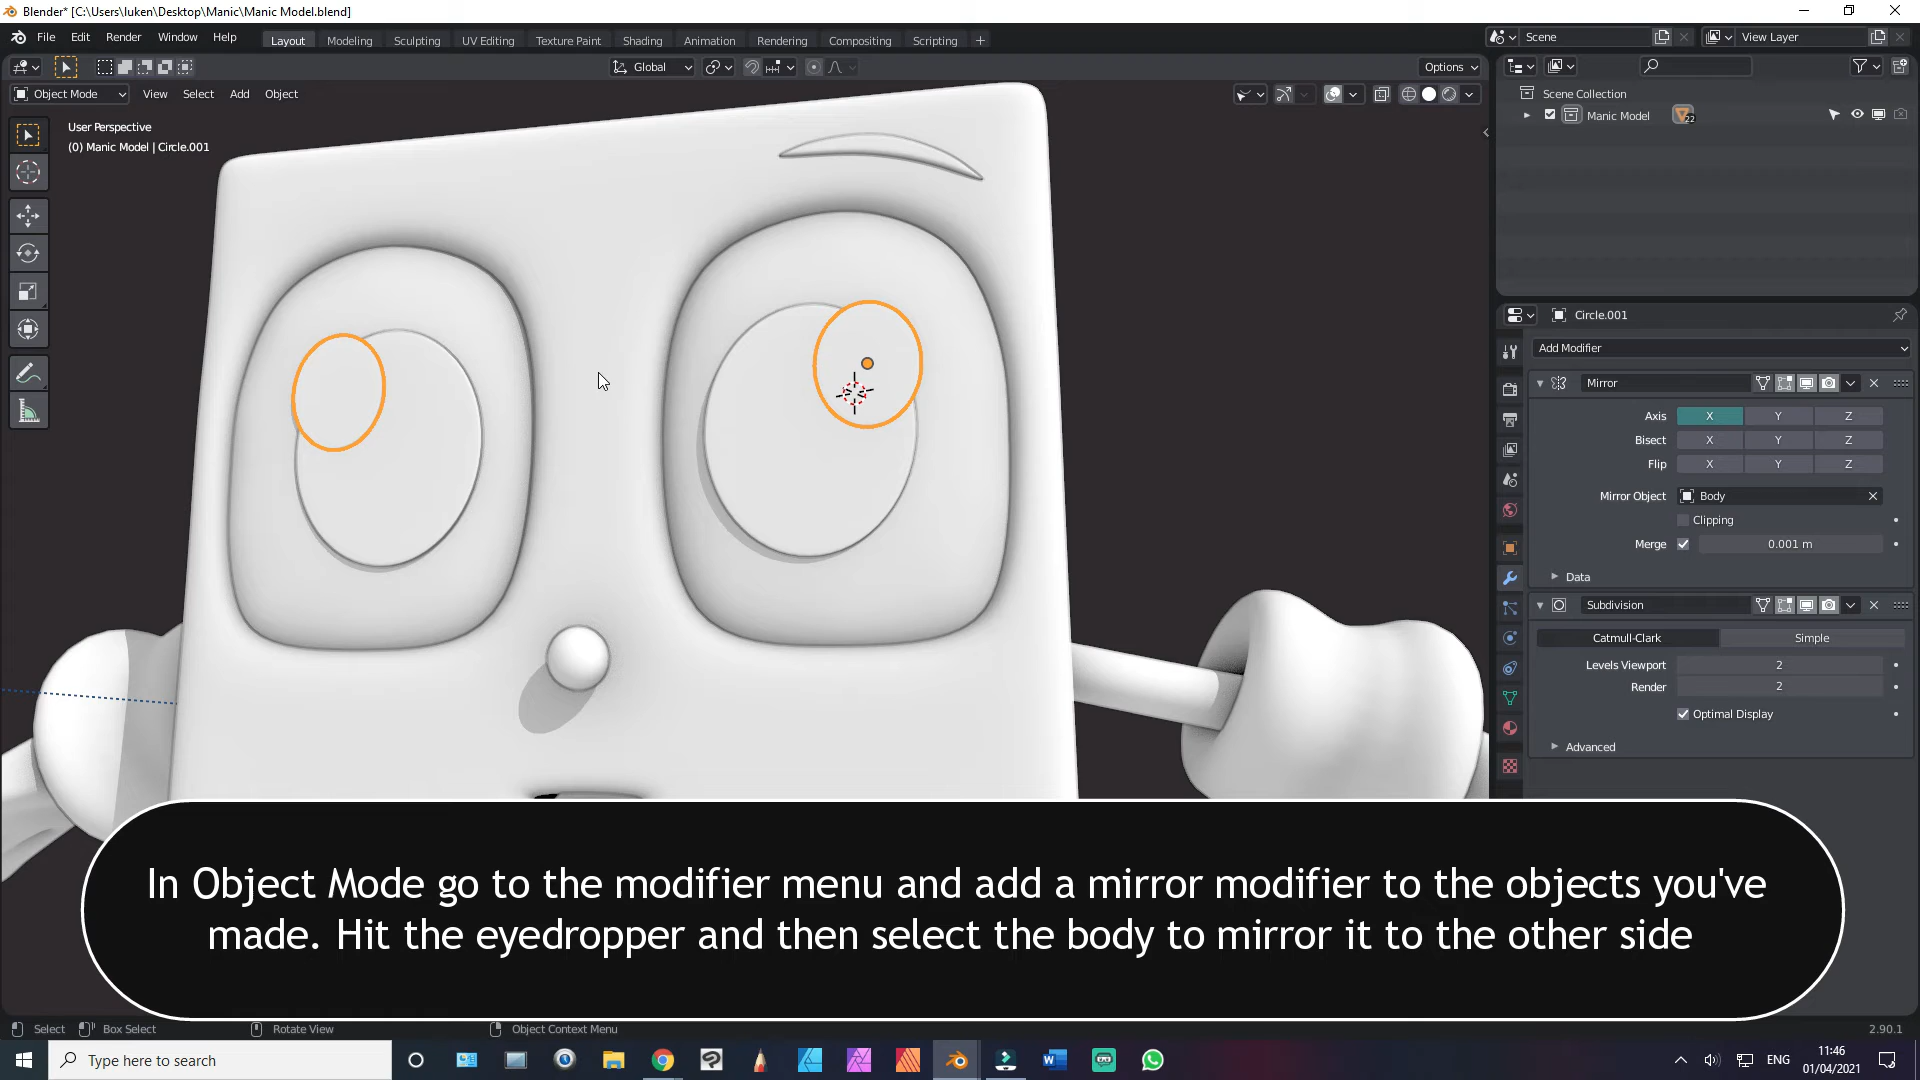 Blender* [C:\Users\luken\Desktop\Manic\Manic Model.blend]
File Edit Render Window Help
Layout Modeling Sculpting UV Editing Texture Paint Shading Animation Rendering Compositing Scripting +
Scene
View Layer
Global
Options
Object Mode View Select Add Object
User Perspective
(0) Manic Model | Circle.001
Scene Collection
Manic Model
22
Circle.001
Add Modifier
Mirror
Axis X Y Z
Bisect X Y Z
Flip X Y Z
Mirror Object Body
Clipping
Merge 0.001 m
Data
Subdivision
Catmull-Clark Simple
Levels Viewport 2
Render 2
Optimal Display
Advanced
In Object Mode go to the modifier menu and add a mirror modifier to the objects you've
made. Hit the eyedropper and then select the body to mirror it to the other side
Select Box Select Rotate View Object Context Menu
2.90.1
Type here to search
ENG
11:46
01/04/2021